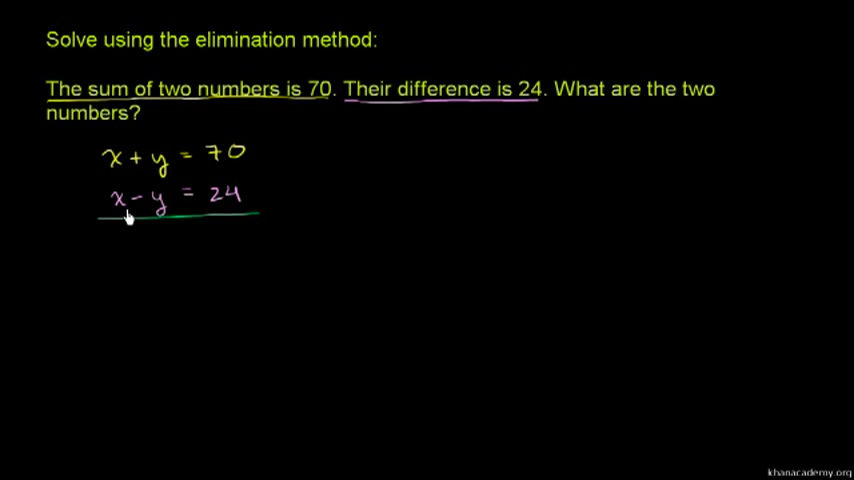 Solve using the elimination method:
The sum of two numbers is 70. Their difference is 24. What are the two
numbers?
x + y = 70
x - y = 24
khanacademy.org